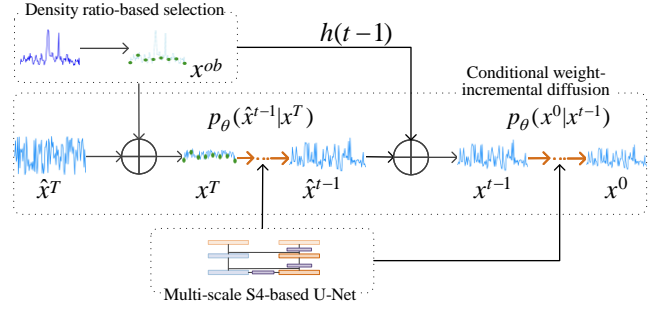 Density ratio-based selection
x^{ob}
h(t−1)
Conditional weight-
incremental diffusion
p_θ(x̂^{t−1}|x^T)
p_θ(x^0|x^{t−1})
x̂^T
x^T
x̂^{t−1}
x^{t−1}
x^0
Multi-scale S4-based U-Net